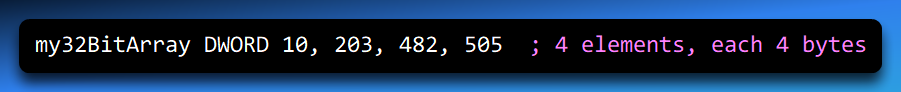 my32BitArray DWORD 10, 203, 482, 505  ; 4 elements, each 4 bytes